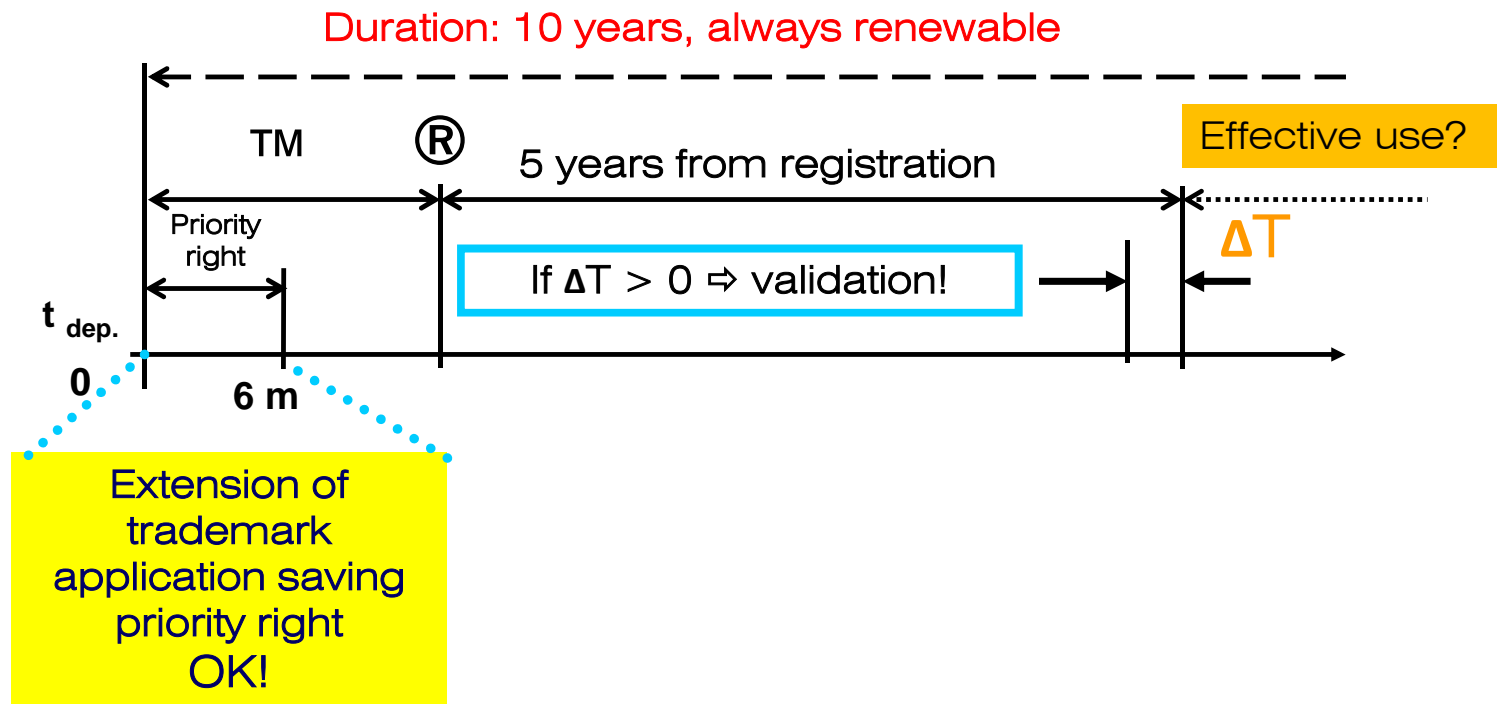 Duration: 10 years, always renewable
TM
®
Effective use?
5 years from registration
Priority
right
ΔT
If ΔT > 0 ⇨ validation!
t dep.
0
6 m
Extension of
trademark
application saving
priority right
OK!